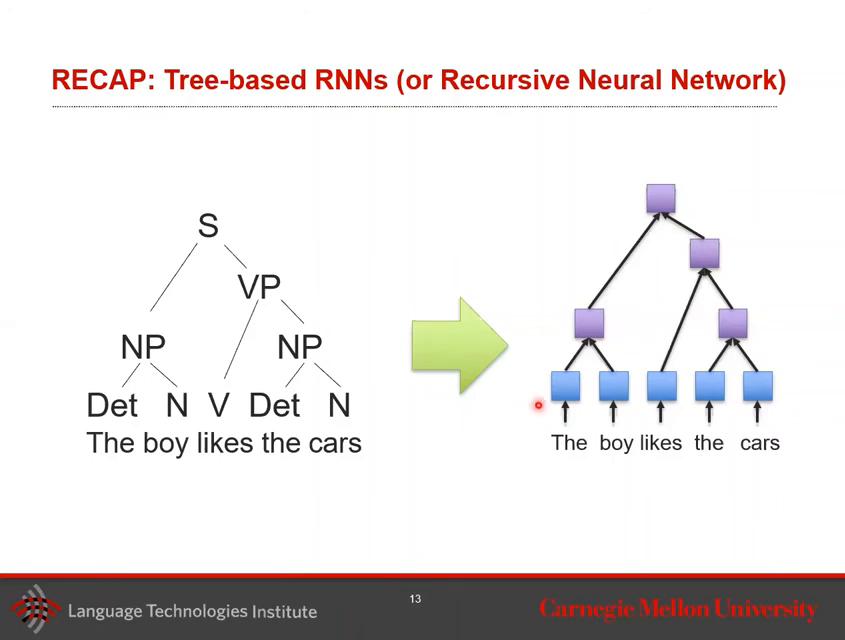 RECAP: Tree-based RNNs (or Recursive Neural Network)
S
VP
NP NP
Det N V Det N
The boy likes the cars
The boy likes the cars
13
Language Technologies Institute
Carnegie Mellon University